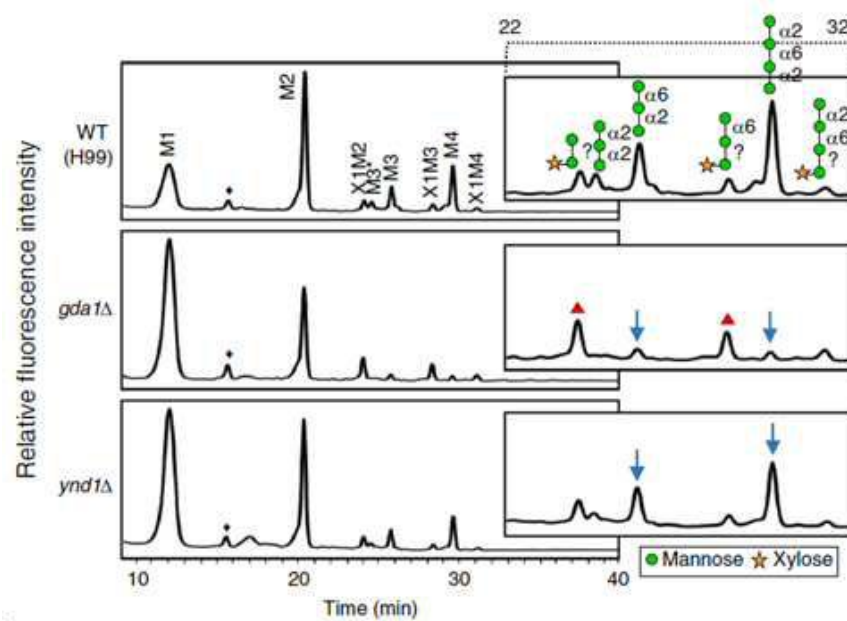 22 32
α2
α6
α2
α6
α2
α6
?
α2
α6
?
? α2
α2
WT
(H99)
M1
M2
X1M2
M3*
M3
X1M3
M4
X1M4
gda1Δ
ynd1Δ
Relative fluorescence intensity
Mannose Xylose
10 20 30 40
Time (min)